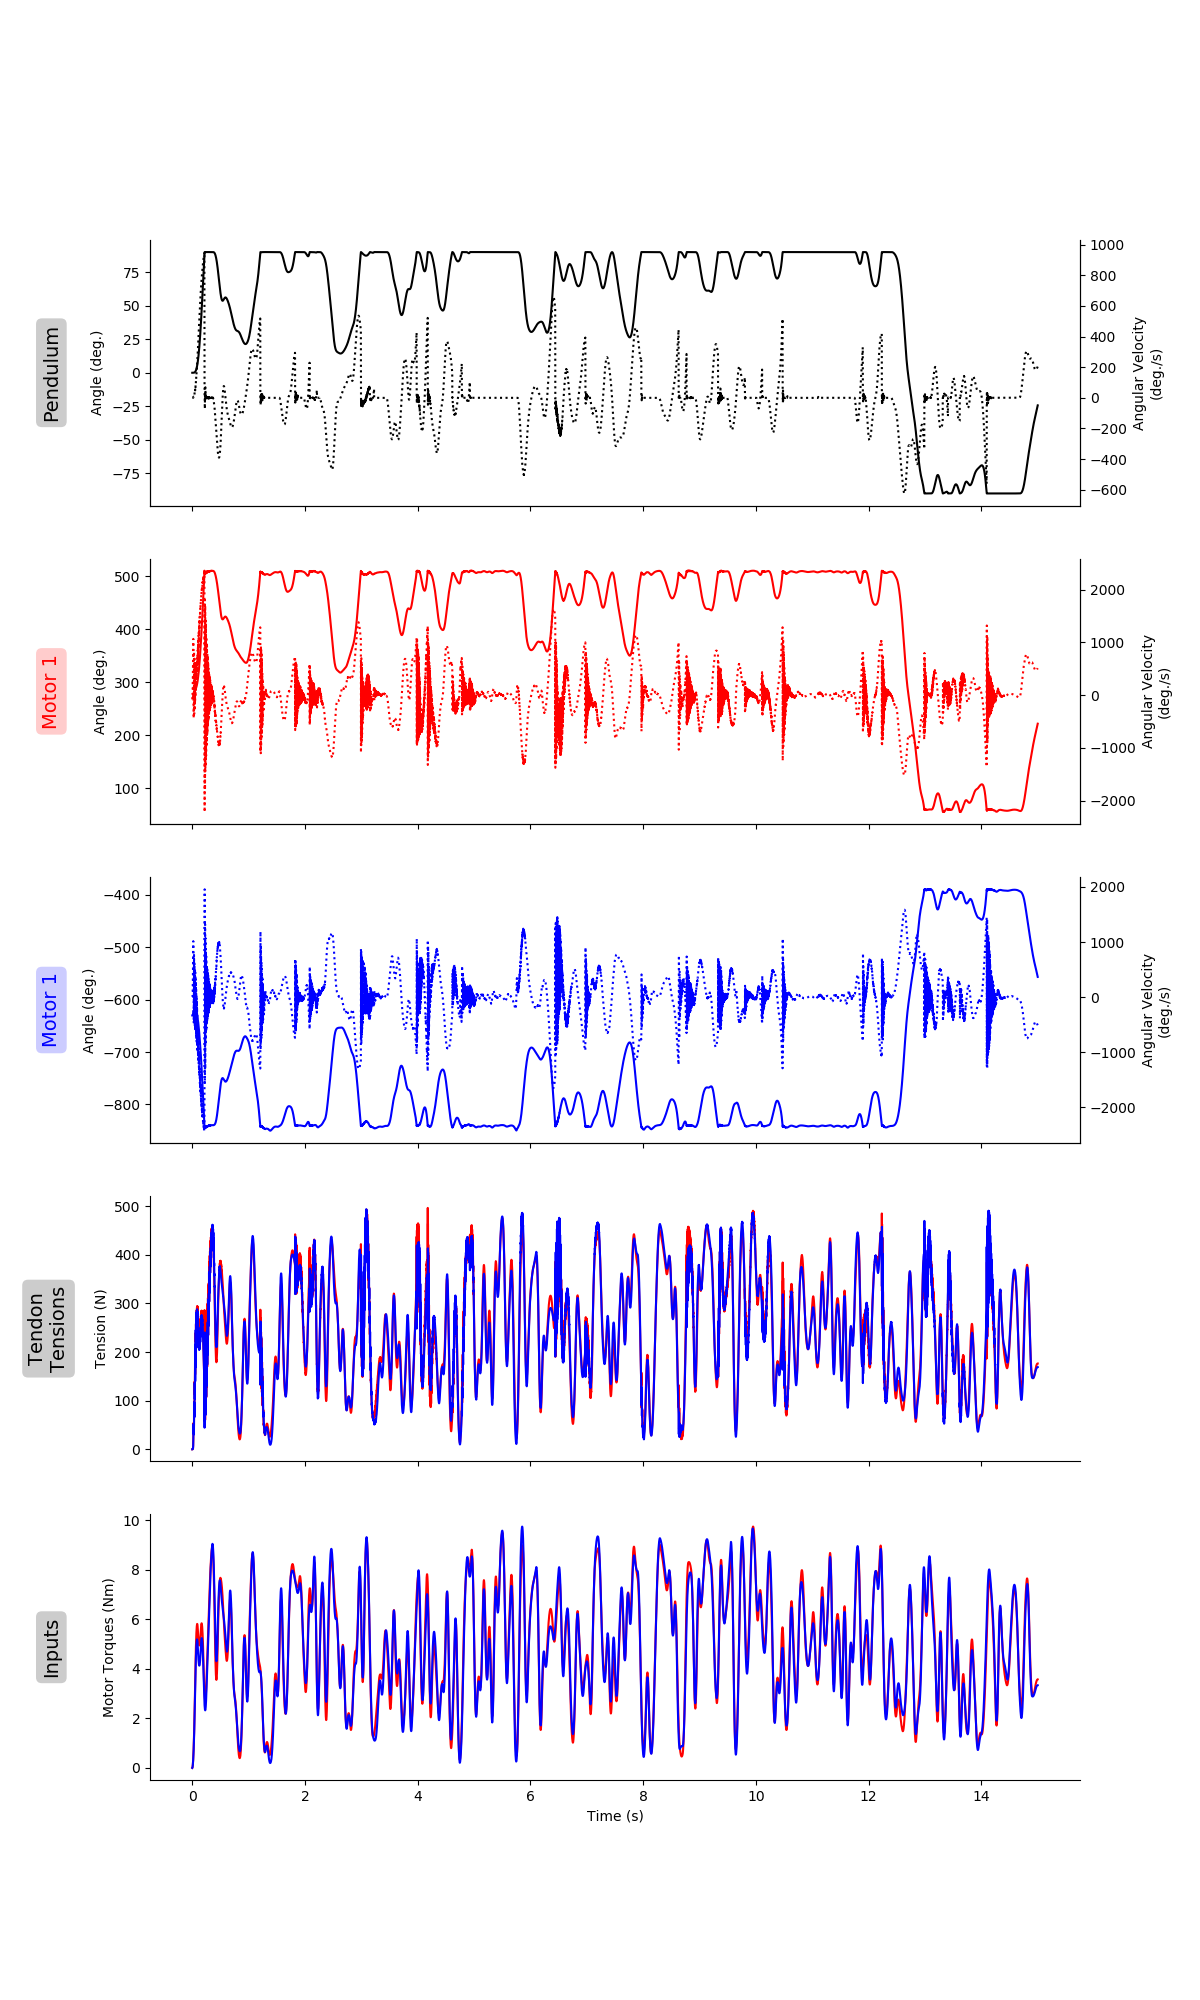 Pendulum
Angle (deg.)
75
50
25
0
−25
−50
−75
1000
800
600
400
200
0
−200
−400
−600
Angular Velocity
(deg./s)
Motor 1
Angle (deg.)
500
400
300
200
100
2000
1000
0
−1000
−2000
Angular Velocity
(deg./s)
Motor 1
Angle (deg.)
−400
−500
−600
−700
−800
2000
1000
0
−1000
−2000
Angular Velocity
(deg./s)
Tendon
Tensions
Tension (N)
500
400
300
200
100
0
Inputs
Motor Torques (Nm)
10
8
6
4
2
0
0 2 4 6 8 10 12 14
Time (s)